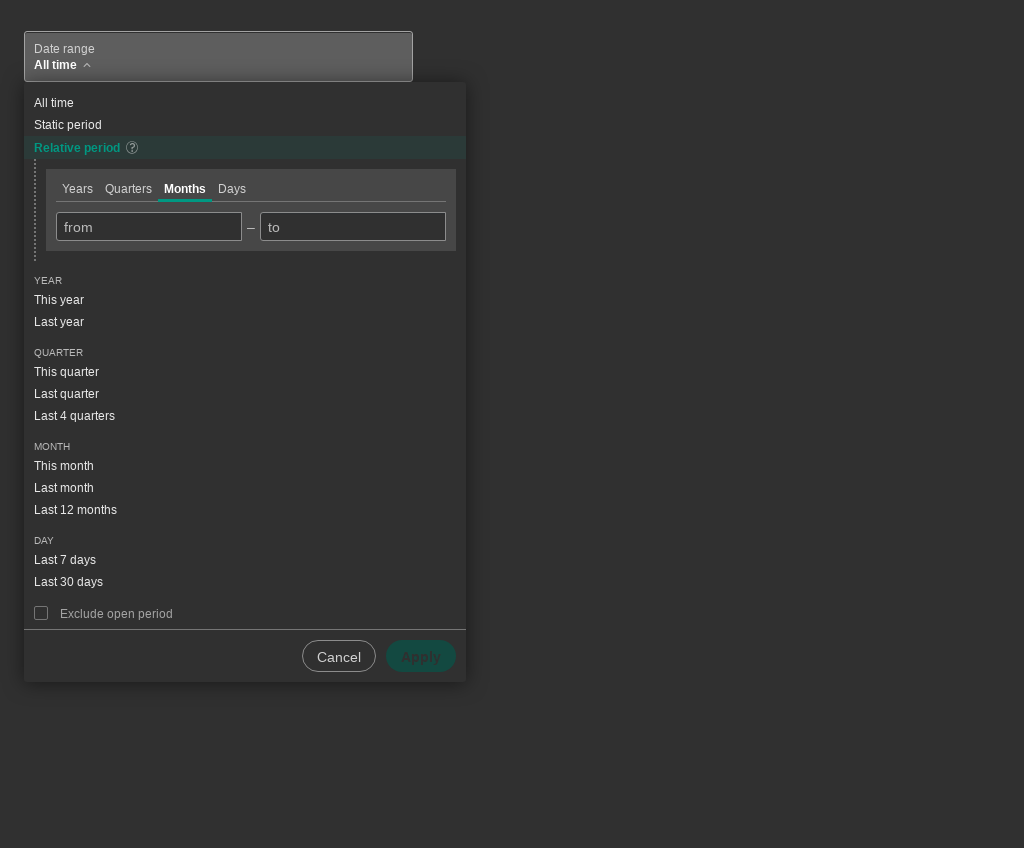 Date range
All time
All time
Static period
Relative period ?
Years Quarters Months Days
from – to
YEAR
This year
Last year
QUARTER
This quarter
Last quarter
Last 4 quarters
MONTH
This month
Last month
Last 12 months
DAY
Last 7 days
Last 30 days
Exclude open period
Cancel Apply